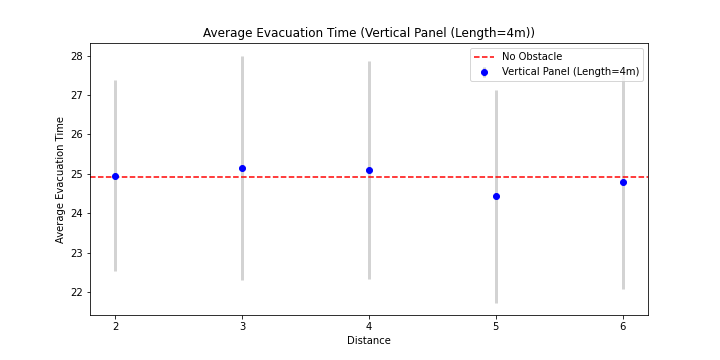 Average Evacuation Time (Vertical Panel (Length=4m))
No Obstacle
Vertical Panel (Length=4m)
28
27
26
25
24
23
22
Average Evacuation Time
2 3 4 5 6
Distance